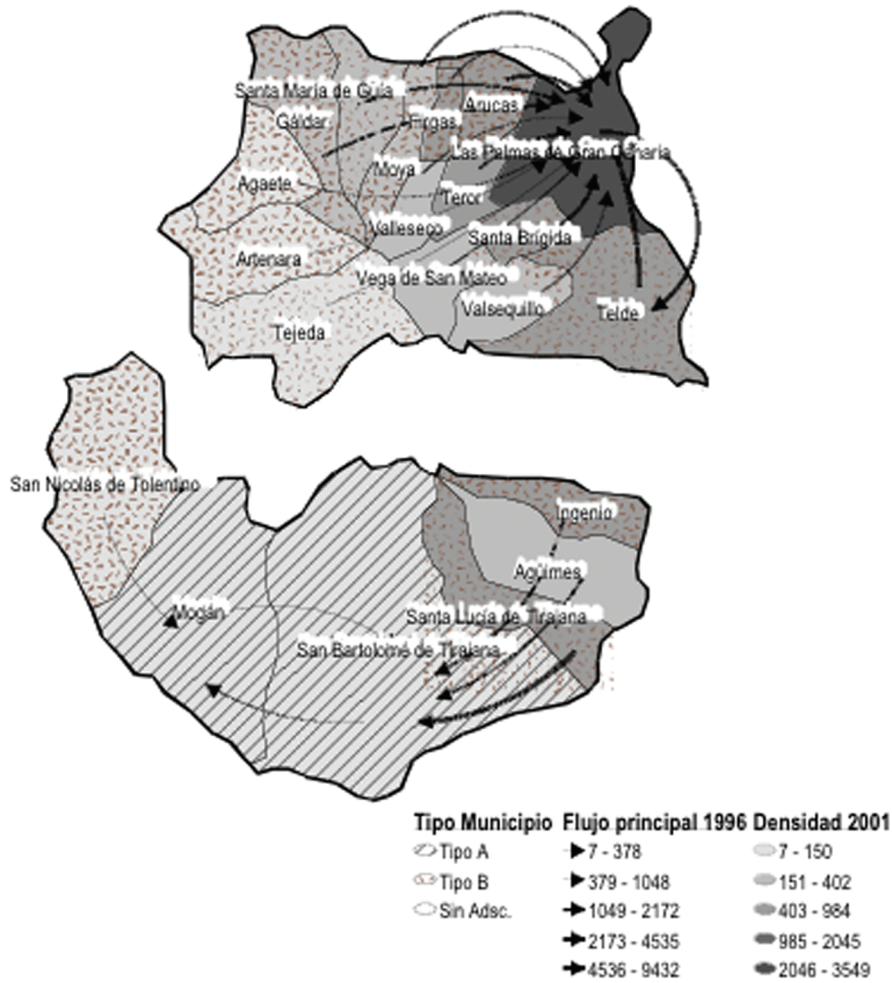 Santa María de Guía
Arucas
Gáldar
Firgas
Las Palmas de Gran Canaria
Moya
Agaete
Teror
Valleseco
Santa Brígida
Artenara
Vega de San Mateo
Valsequillo
Telde
Tejeda
San Nicolás de Tolentino
Ingenio
Agüimes
Mogán
Santa Lucía de Tirajana
San Bartolomé de Tirajana
Tipo Municipio Flujo principal 1996 Densidad 2001
Tipo A 7 - 378 7 - 150
Tipo B 379 - 1048 151 - 402
Sin Adsc. 1049 - 2172 403 - 984
2173 - 4535 985 - 2045
4536 - 9432 2046 - 3549